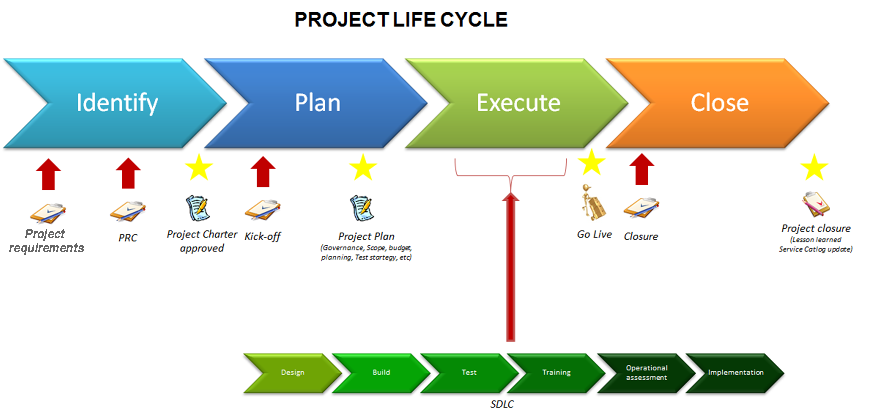 PROJECT LIFE CYCLE
Identify
Plan
Execute
Close
Project
requirements
PRC
Project Charter
approved
Kick-off
Project Plan
(Governance, Scope, budget,
planning, Test startegy, etc)
Go Live
Closure
Project closure
(Lesson learned
Service Catlog update)
Design
Build
Test
Training
Operational
assessment
Implementation
SDLC